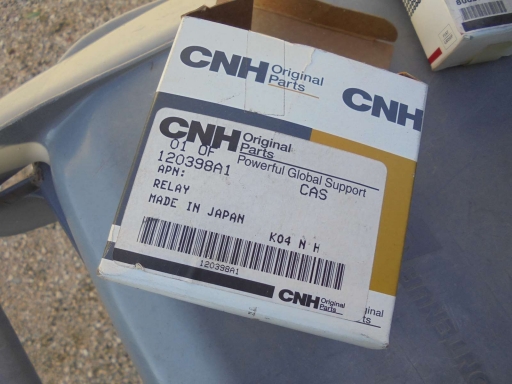 CNH Original Parts
CNH
CNH Original Parts
Powerful Global Support
01 OF
120398A1
CAS
APN:
RELAY
MADE IN JAPAN
K04 N H
120398A1
CNH Original Parts